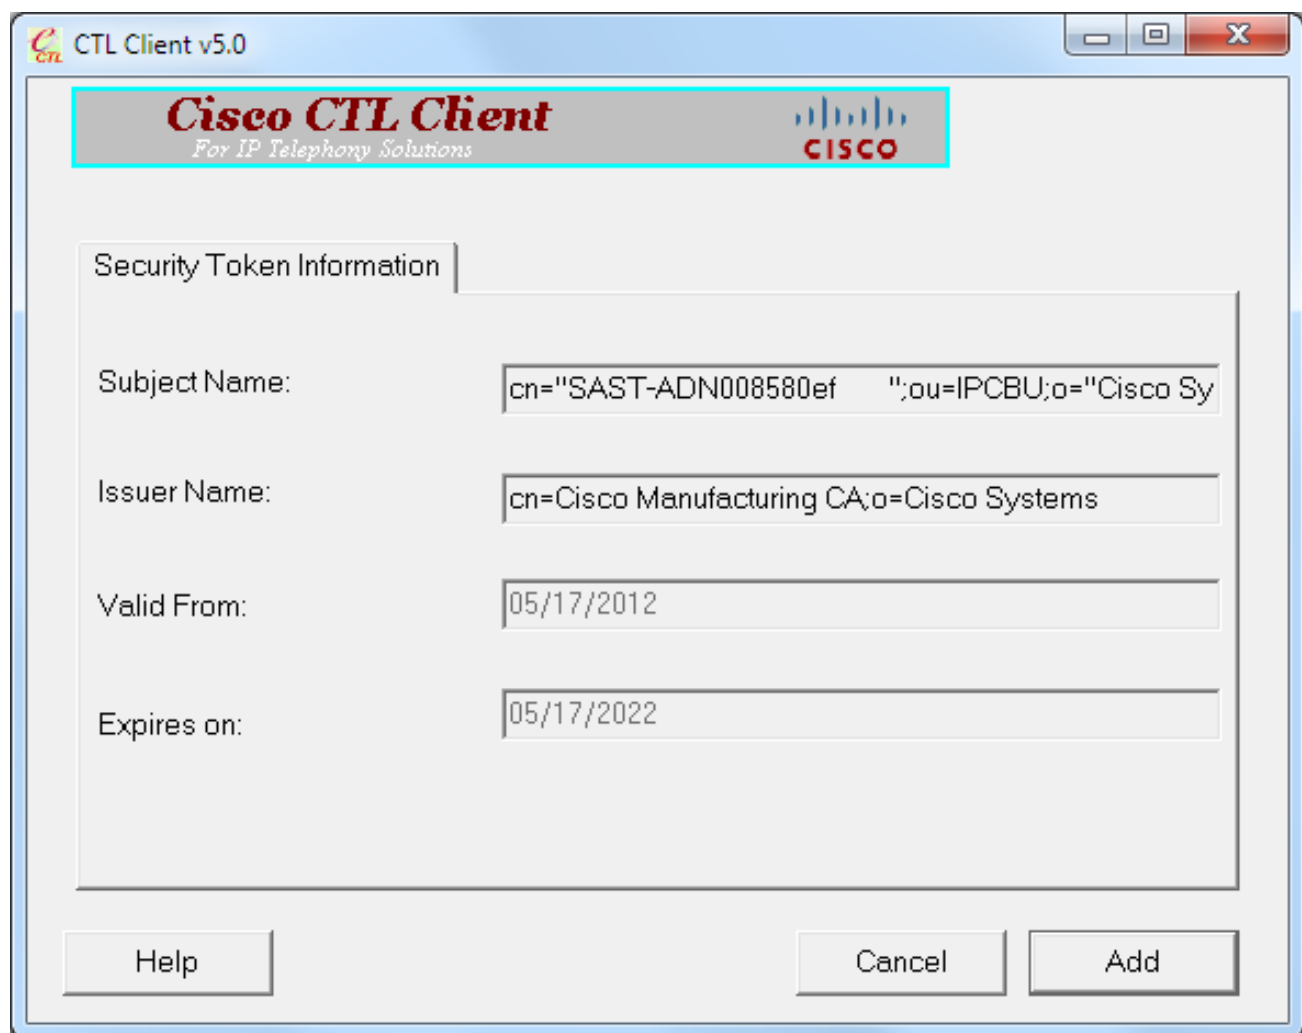 CTL Client v5.0
Cisco CTL Client
For IP Telephony Solutions
CISCO
Security Token Information
Subject Name:
cn="SAST-ADN008580ef       ";ou=IPCBU;o="Cisco Sy
Issuer Name:
cn=Cisco Manufacturing CA;o=Cisco Systems
Valid From:
05/17/2012
Expires on:
05/17/2022
Help
Cancel
Add